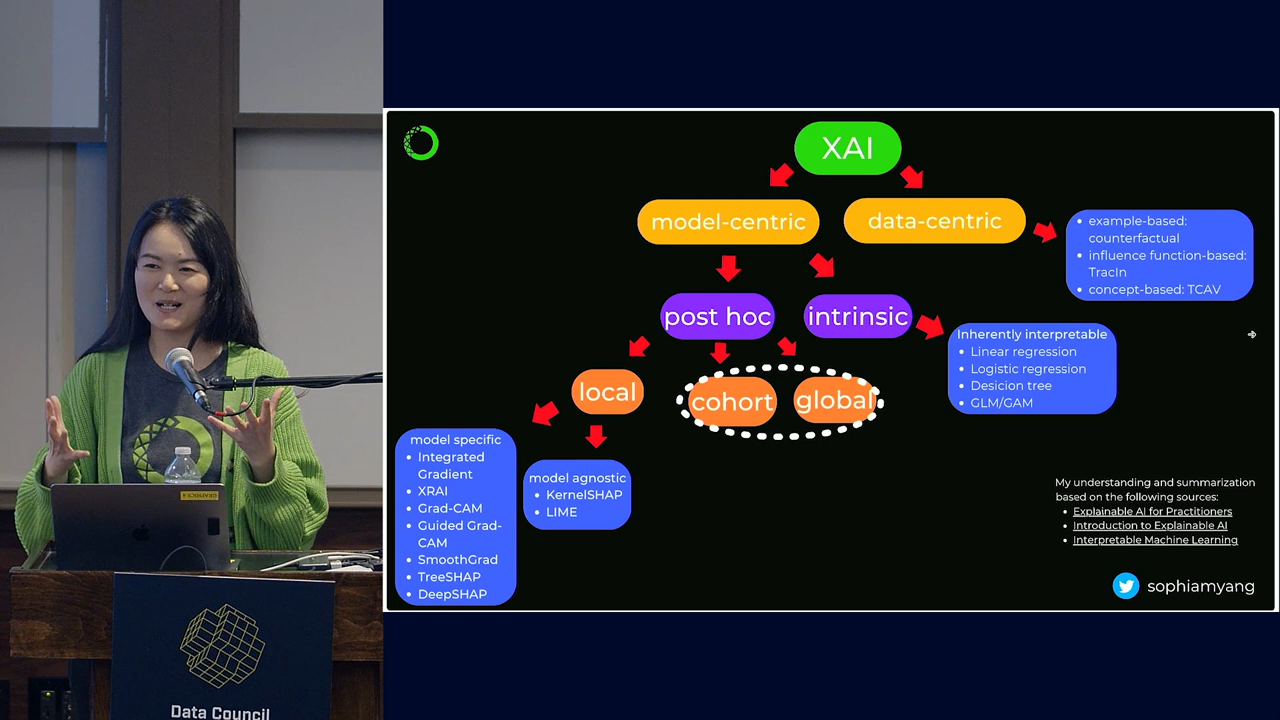 XAI
model-centric
data-centric
• example-based:
counterfactual
• influence function-based:
TracIn
• concept-based: TCAV
post hoc
intrinsic
Inherently interpretable
• Linear regression
• Logistic regression
• Desicion tree
• GLM/GAM
local
cohort
global
model specific
• Integrated
Gradient
• XRAI
• Grad-CAM
• Guided Grad-
CAM
• SmoothGrad
• TreeSHAP
• DeepSHAP
model agnostic
• KernelSHAP
• LIME
My understanding and summarization
based on the following sources:
• Explainable AI for Practitioners
• Introduction to Explainable AI
• Interpretable Machine Learning
sophiamyang
GRAPHICS 4
Data Council